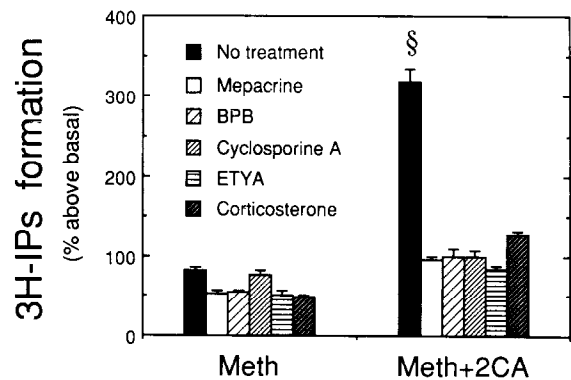 3H-IPs formation
(% above basal)
400
300
200
100
0
No treatment
Mepacrine
BPB
Cyclosporine A
ETYA
Corticosterone
§
Meth
Meth+2CA